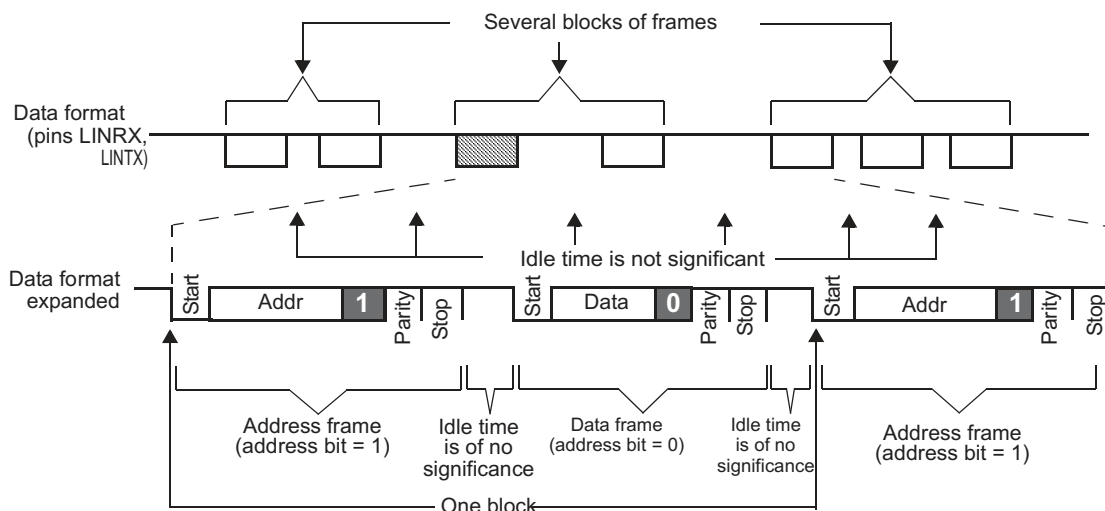 Several blocks of frames
Data format
(pins LINRX,
LINTX)
Idle time is not significant
Data format
expanded
Start
Addr
1
Parity
Stop
Start
Data
0
Parity
Stop
Start
Addr
1
Parity
Stop
Address frame
(address bit = 1)
Idle time
is of no
significance
Data frame
(address bit = 0)
Idle time
is of no
significance
Address frame
(address bit = 1)
One block